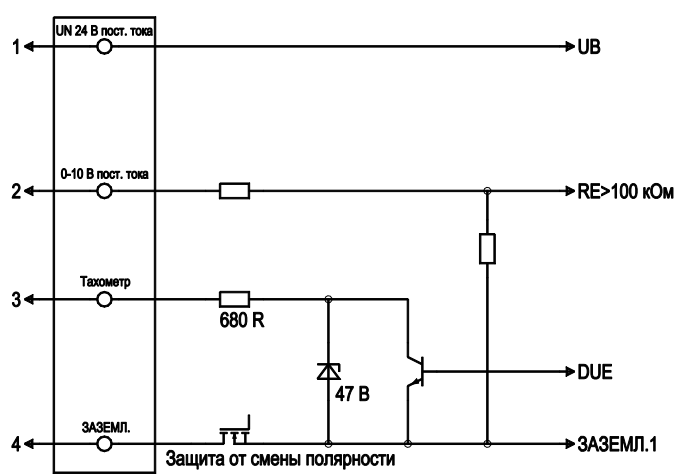 UN 24 В пост. тока
1
UB
0-10 В пост. тока
2
RE>100 кОм
Тахометр
3
680 R
47 В
DUE
ЗАЗЕМЛ.
4
ЗАЗЕМЛ.1
Защита от смены полярности